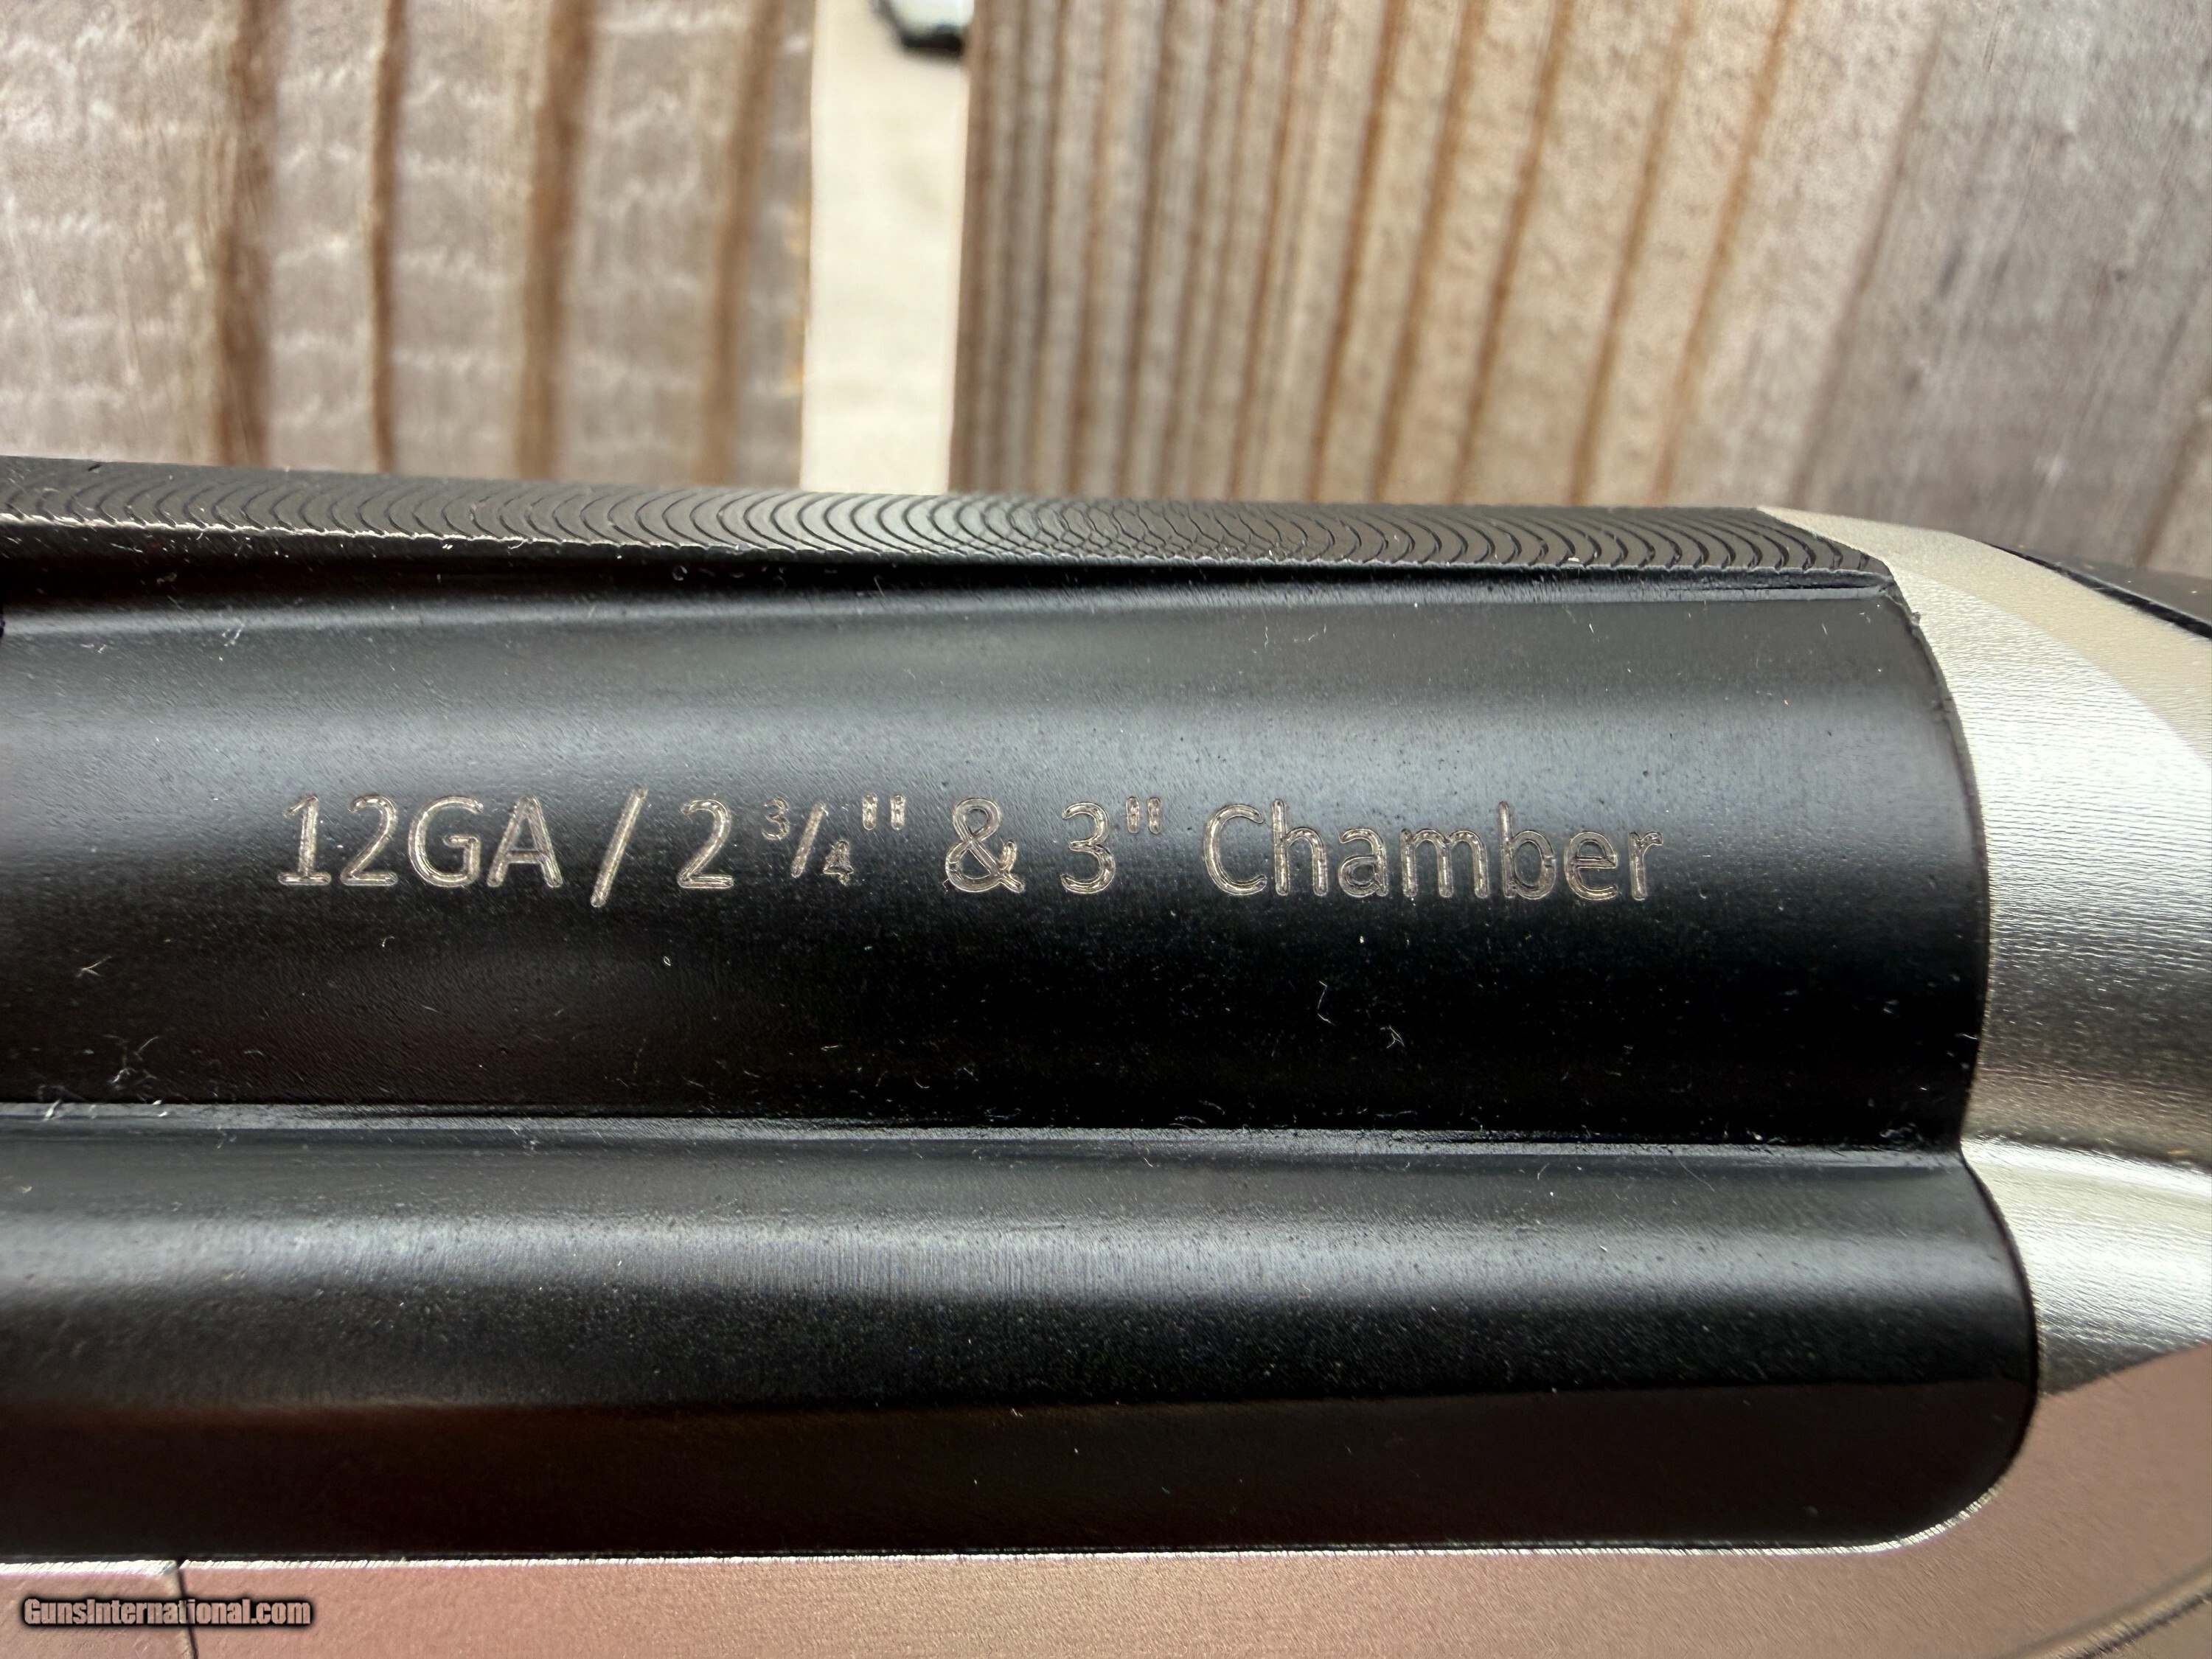 12GA / 2 ¾" & 3" Chamber
GunsInternational.com